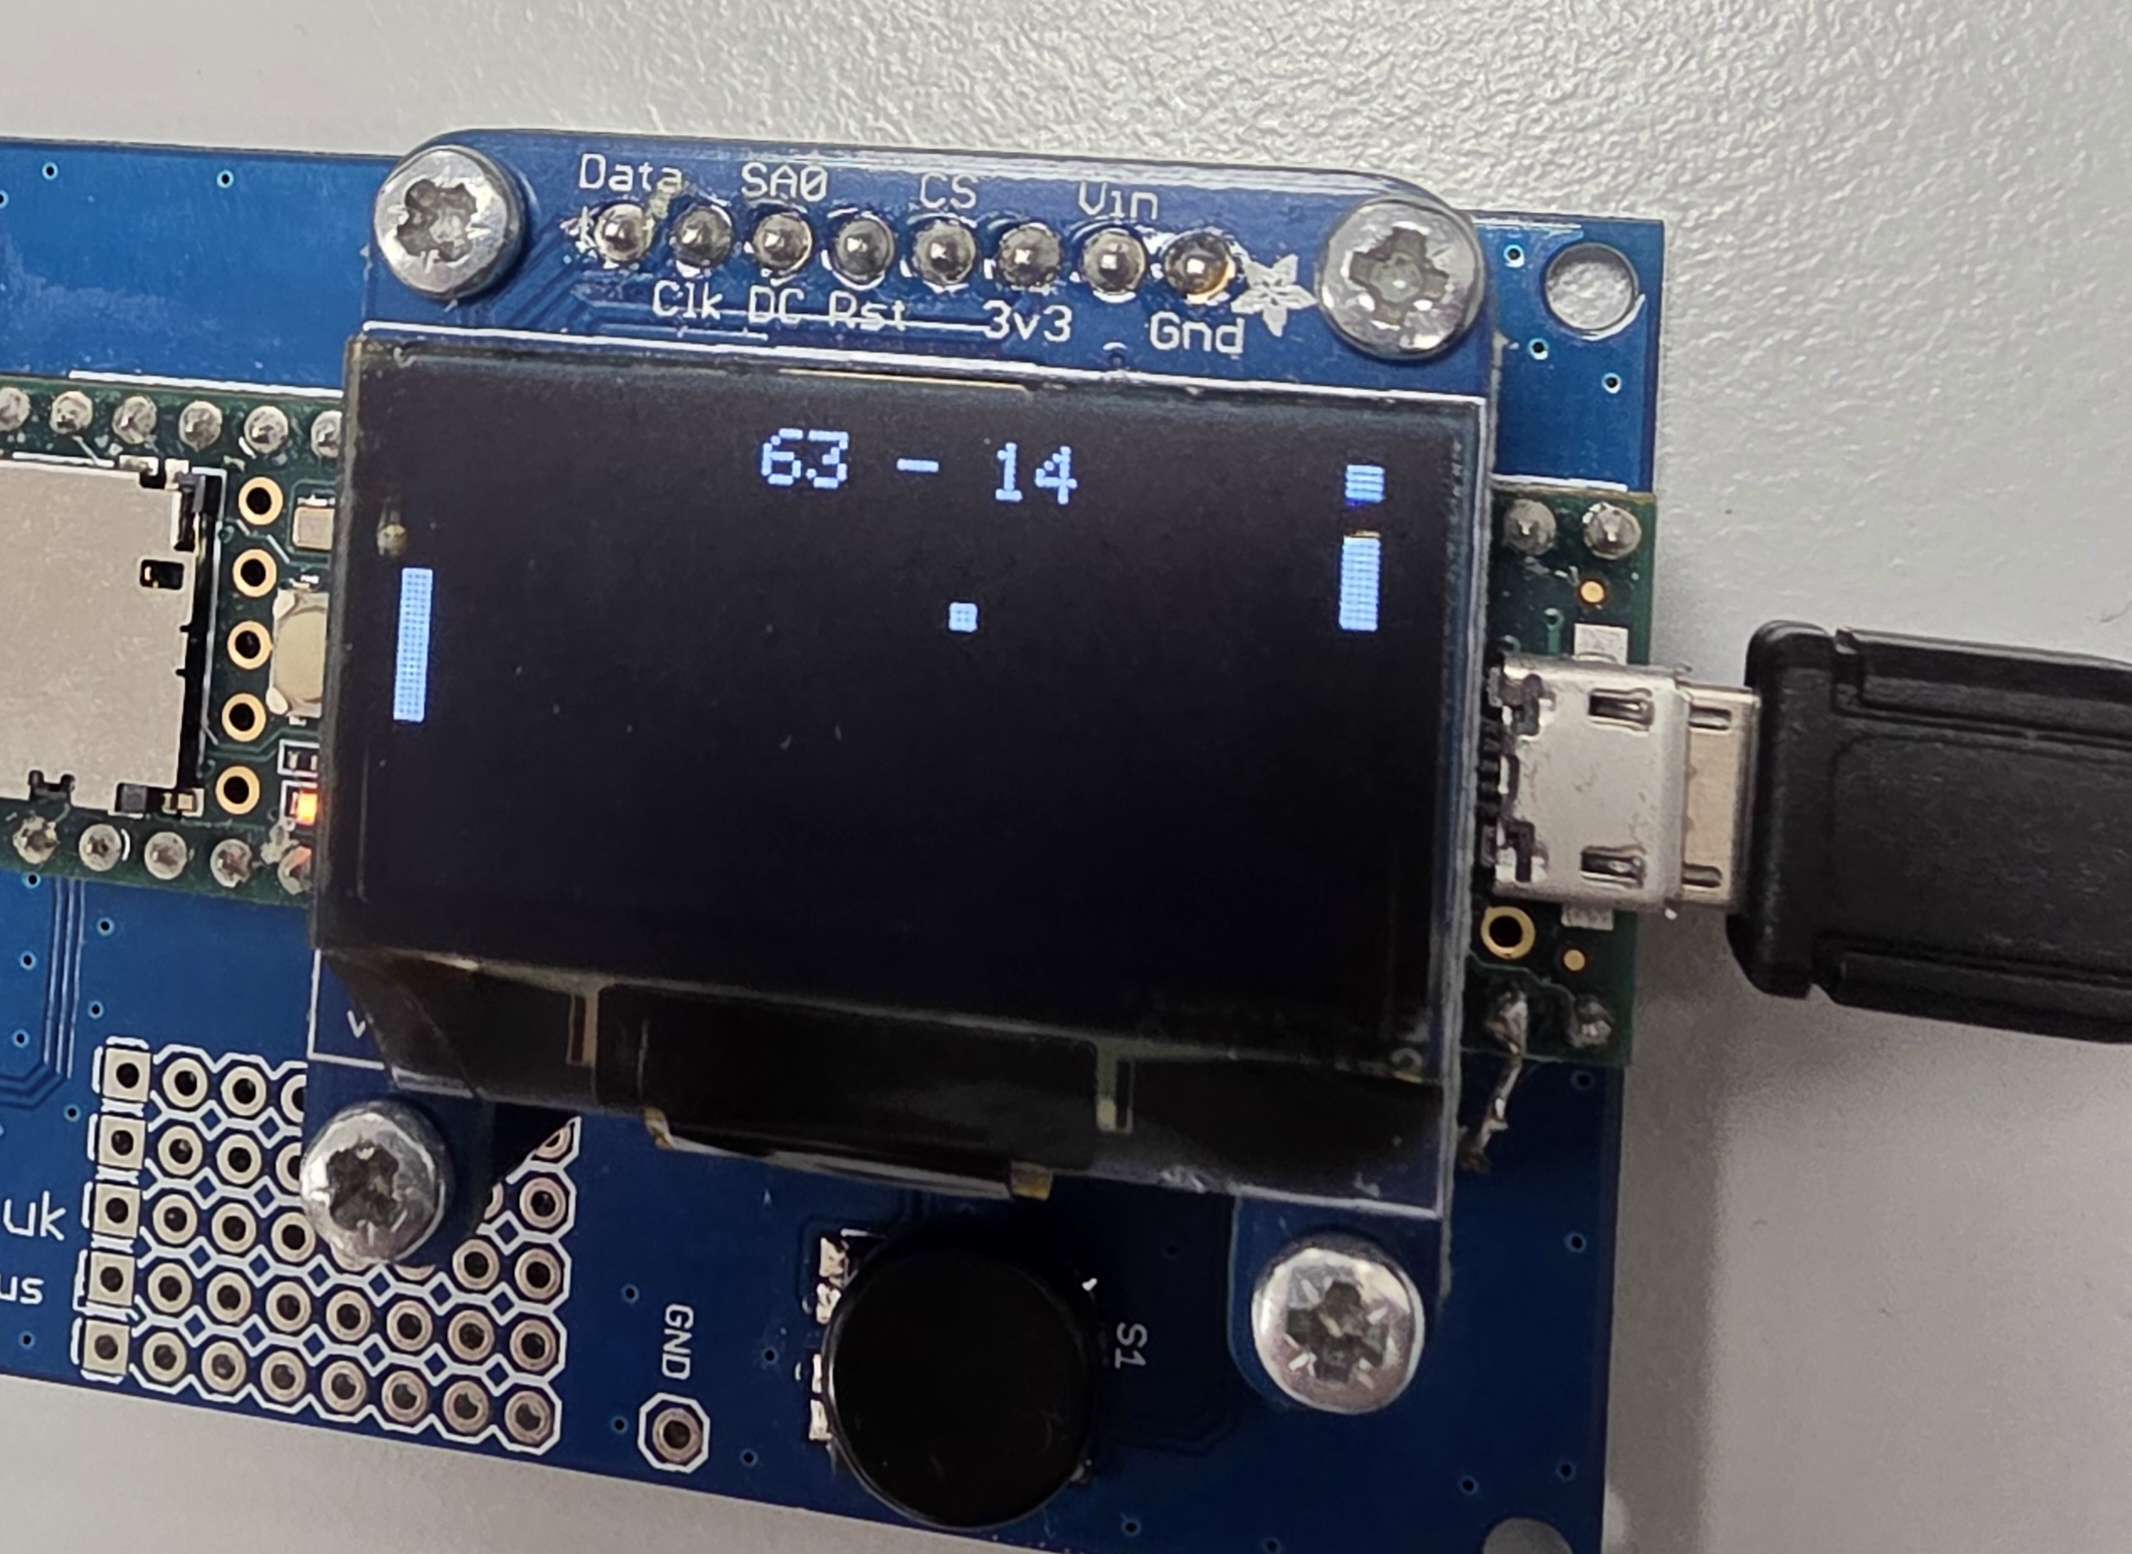 Data SA0 CS Vin
Clk DC Rst 3v3 Gnd
63 - 14
uk
us
GND
S1